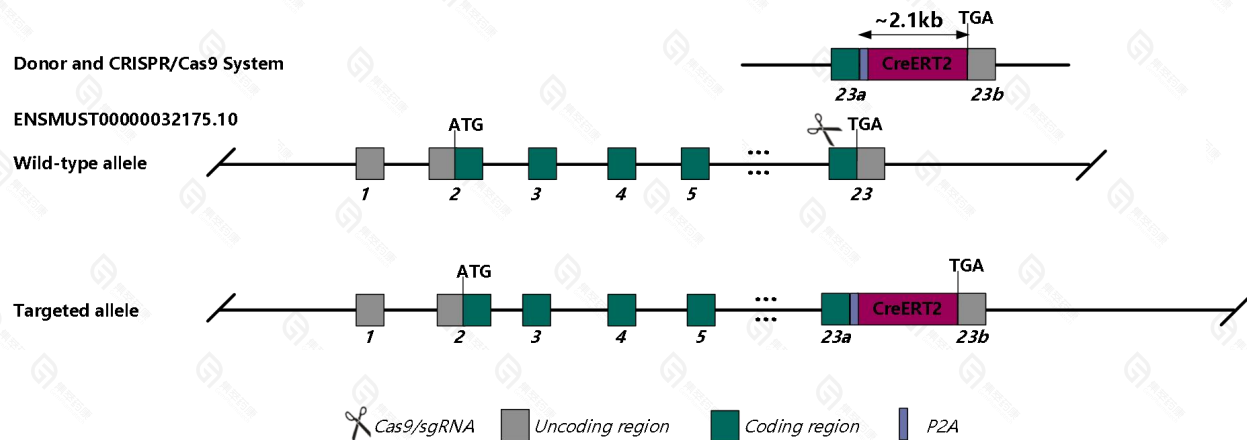 ~2.1kb
TGA
Donor and CRISPR/Cas9 System
CreERT2
23a
23b
ENSMUST00000032175.10
ATG
TGA
Wild-type allele
1
2
3
4
5
...
...
23
ATG
TGA
Targeted allele
...
...
CreERT2
1
2
3
4
5
23a
23b
Cas9/sgRNA
Uncoding region
Coding region
P2A